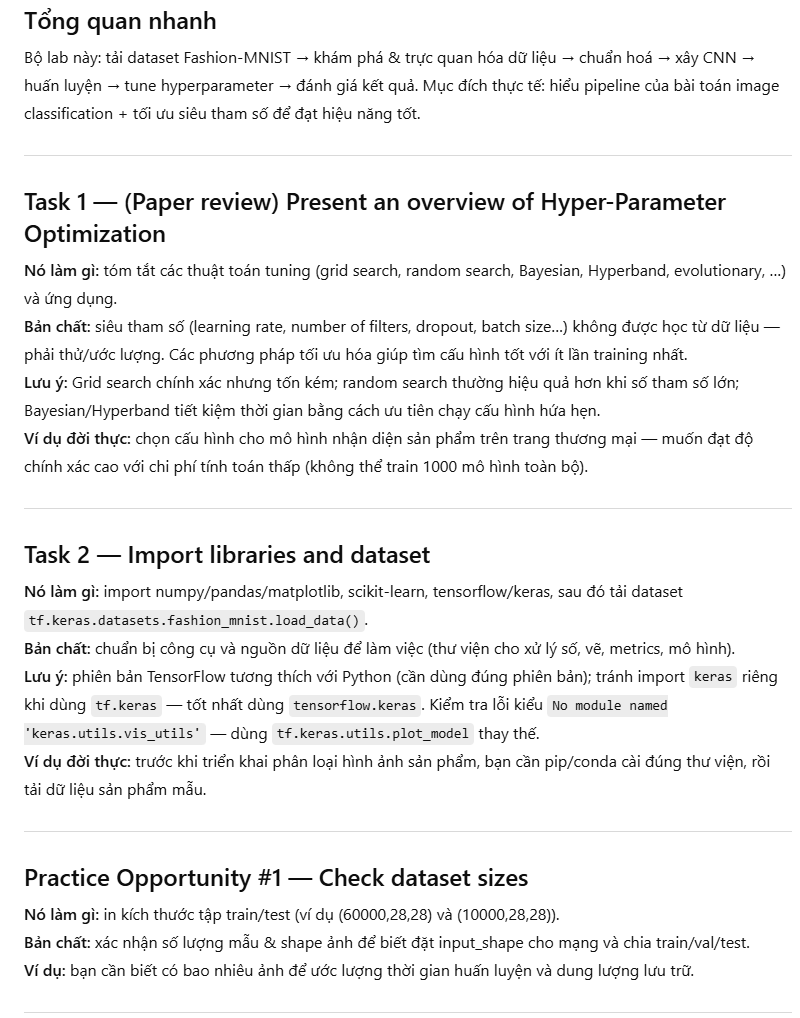 Tổng quan nhanh
Bộ lab này: tải dataset Fashion-MNIST → khám phá & trực quan hóa dữ liệu → chuẩn hoá → xây CNN →
huấn luyện → tune hyperparameter → đánh giá kết quả. Mục đích thực tế: hiểu pipeline của bài toán image
classification + tối ưu siêu tham số để đạt hiệu năng tốt.
Task 1 — (Paper review) Present an overview of Hyper-Parameter
Optimization
Nó làm gì: tóm tắt các thuật toán tuning (grid search, random search, Bayesian, Hyperband, evolutionary, ...)
và ứng dụng.
Bản chất: siêu tham số (learning rate, number of filters, dropout, batch size...) không được học từ dữ liệu —
phải thử/ước lượng. Các phương pháp tối ưu hóa giúp tìm cấu hình tốt với ít lần training nhất.
Lưu ý: Grid search chính xác nhưng tốn kém; random search thường hiệu quả hơn khi số tham số lớn;
Bayesian/Hyperband tiết kiệm thời gian bằng cách ưu tiên chạy cấu hình hứa hẹn.
Ví dụ đời thực: chọn cấu hình cho mô hình nhận diện sản phẩm trên trang thương mại — muốn đạt độ
chính xác cao với chi phí tính toán thấp (không thể train 1000 mô hình toàn bộ).
Task 2 — Import libraries and dataset
Nó làm gì: import numpy/pandas/matplotlib, scikit-learn, tensorflow/keras, sau đó tải dataset
tf.keras.datasets.fashion_mnist.load_data() .
Bản chất: chuẩn bị công cụ và nguồn dữ liệu để làm việc (thư viện cho xử lý số, vẽ, metrics, mô hình).
Lưu ý: phiên bản TensorFlow tương thích với Python (cần dùng đúng phiên bản); tránh import keras riêng
khi dùng tf.keras — tốt nhất dùng tensorflow.keras . Kiểm tra lỗi kiểu No module named
'keras.utils.vis_utils' — dùng tf.keras.utils.plot_model thay thế.
Ví dụ đời thực: trước khi triển khai phân loại hình ảnh sản phẩm, bạn cần pip/conda cài đúng thư viện, rồi
tải dữ liệu sản phẩm mẫu.
Practice Opportunity #1 — Check dataset sizes
Nó làm gì: in kích thước tập train/test (ví dụ (60000,28,28) và (10000,28,28)).
Bản chất: xác nhận số lượng mẫu & shape ảnh để biết đặt input_shape cho mạng và chia train/val/test.
Ví dụ: bạn cần biết có bao nhiêu ảnh để ước lượng thời gian huấn luyện và dung lượng lưu trữ.